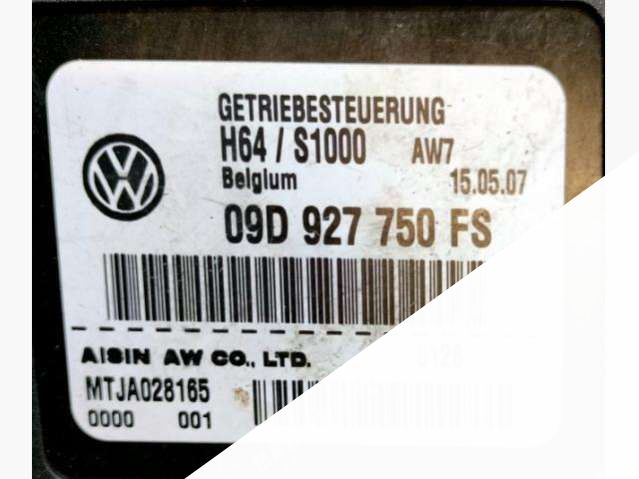 GETRIEBESTEUERUNG
H64 / S1000 AW7
Belgium 15.05.07
09D 927 750 FS
AISIN AW CO., LTD.
MTJA028165
0000 001